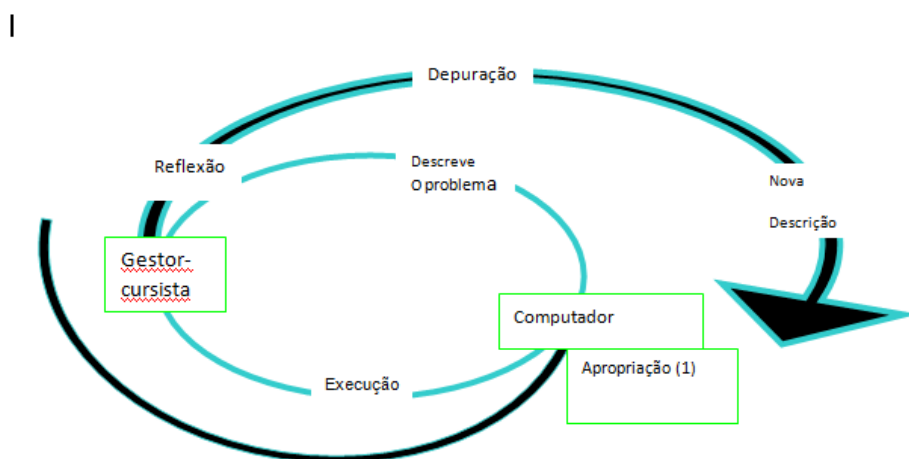 Depuração
Reflexão
Descreve
O problema
Nova
Descrição
Gestor-
cursista
Computador
Apropriação (1)
Execução